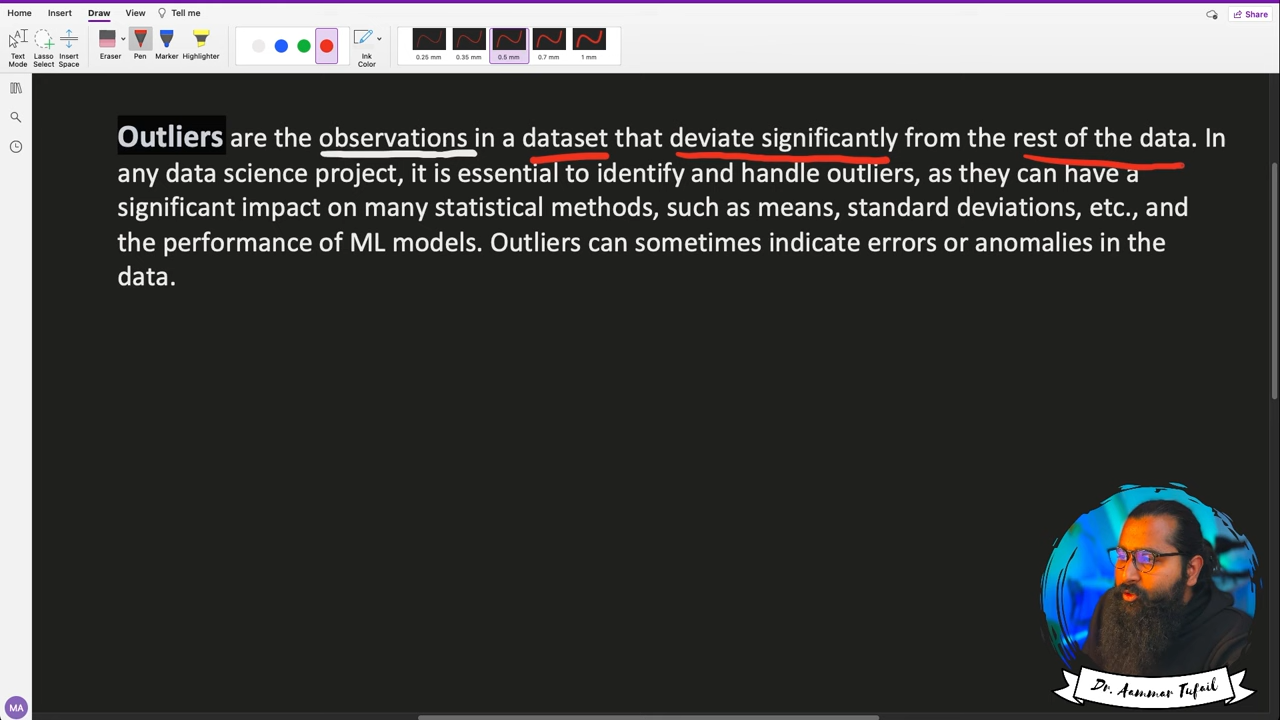 Home Insert Draw View Tell me
Share
Text Mode
Lasso Select
Insert Space
Eraser
Pen
Marker
Highlighter
Ink Color
0.25 mm
0.35 mm
0.5 mm
0.7 mm
1 mm
Outliers are the observations in a dataset that deviate significantly from the rest of the data. In
any data science project, it is essential to identify and handle outliers, as they can have a
significant impact on many statistical methods, such as means, standard deviations, etc., and
the performance of ML models. Outliers can sometimes indicate errors or anomalies in the
data.
Dr. Aammar Tufail
MA